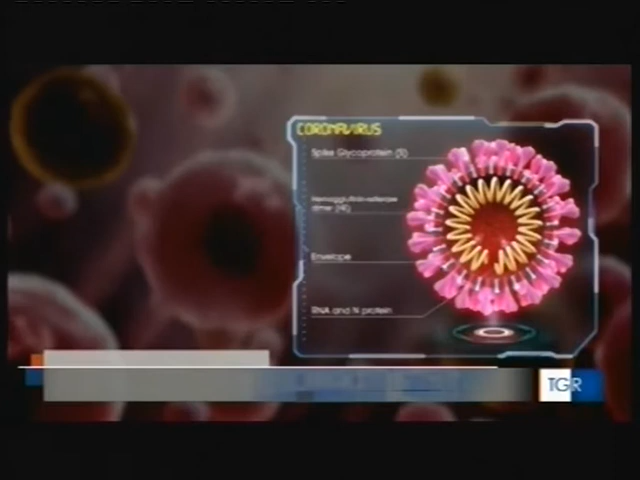 CORONAVIRUS
Spike Glycoprotein (S)
Hemagglutinin-esterase
dimer (HE)
Envelope
RNA and N protein
TGR